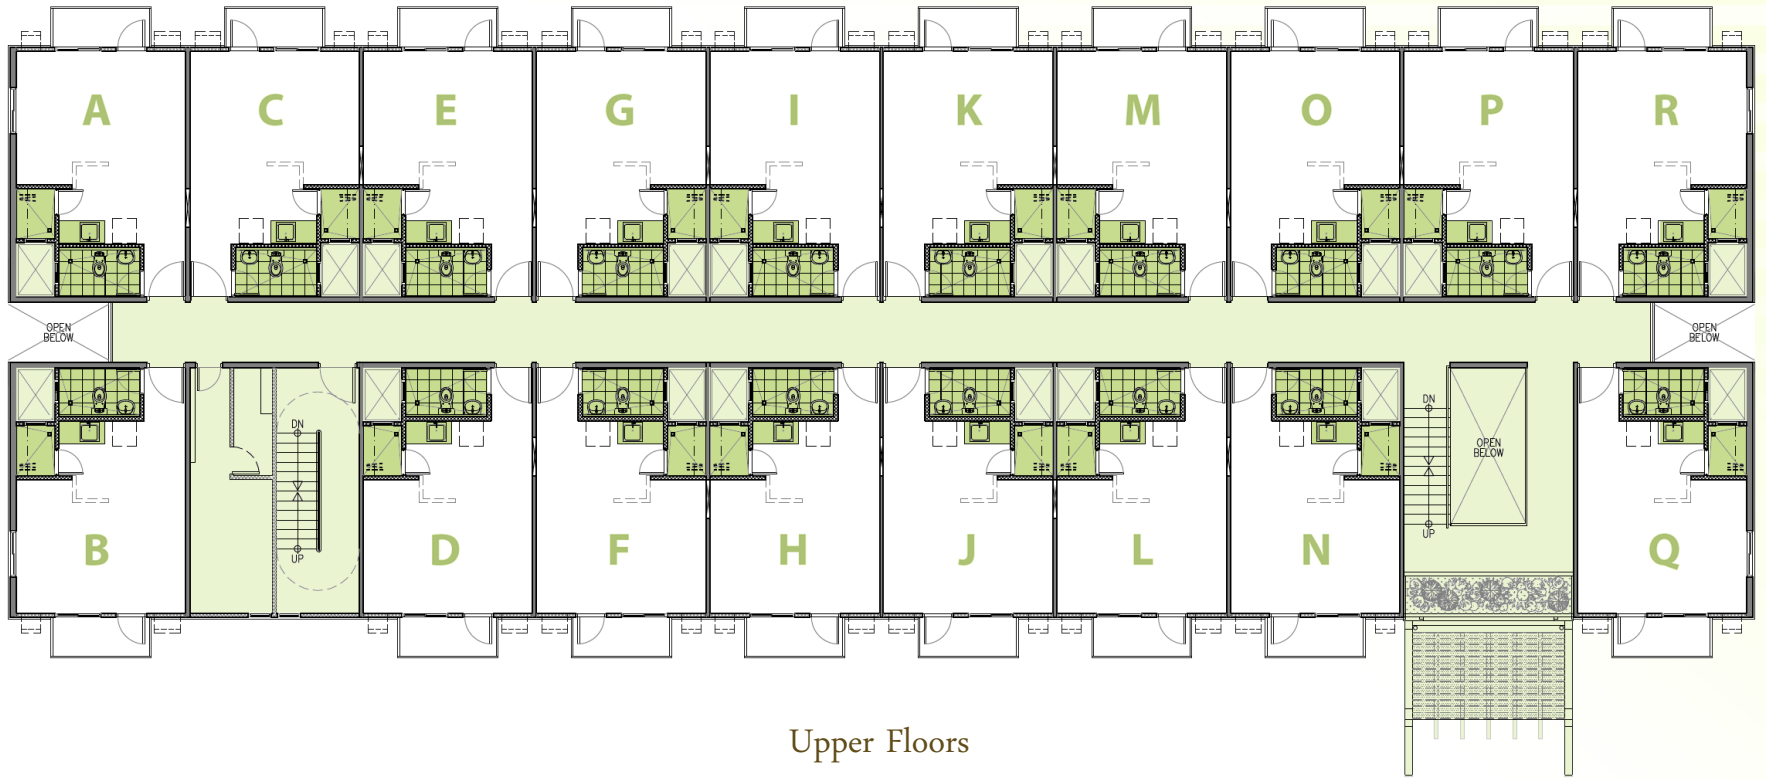 A C E G I K M O P R
OPEN
BELOW
OPEN
BELOW
DN
UP
DN
UP
OPEN
BELOW
B D F H J L N Q
Upper Floors